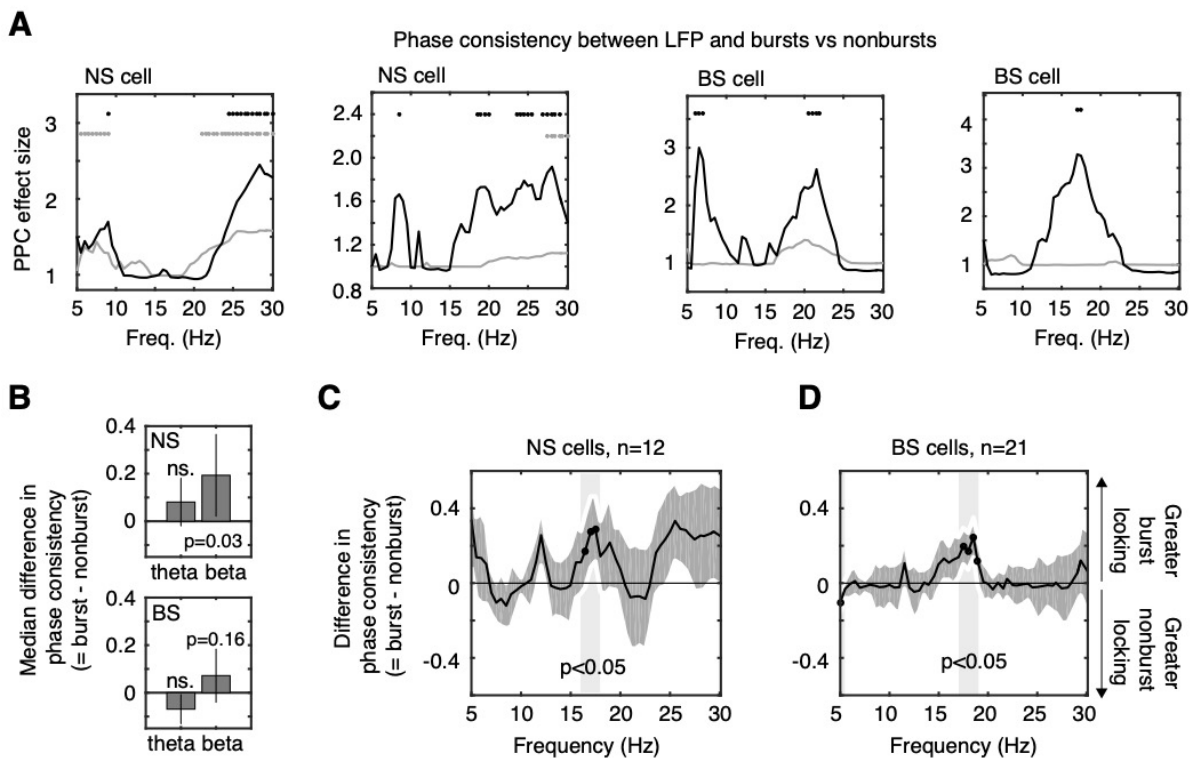 A
Phase consistency between LFP and bursts vs nonbursts
NS cell
NS cell
BS cell
BS cell
PPC effect size
3
2
1
5 10 15 20 25 30
Freq. (Hz)
2.4
2.0
1.6
1.2
0.8
5 10 15 20 25 30
Freq. (Hz)
3
2
1
5 10 15 20 25 30
Freq. (Hz)
4
3
2
1
5 10 15 20 25 30
Freq. (Hz)
B
Median difference in
phase consistency
(= burst - nonburst)
0.4
0.2
0
NS
ns.
p=0.03
theta beta
0.4
0.2
0
BS
p=0.16
ns.
theta beta
C
NS cells, n=12
Difference in
phase consistency
(= burst - nonburst)
0.4
0
-0.4
p<0.05
5 10 15 20 25 30
Frequency (Hz)
D
BS cells, n=21
0.4
0
-0.4
p<0.05
5 10 15 20 25 30
Frequency (Hz)
Greater
burst
lcoking
Greater
nonburst
locking